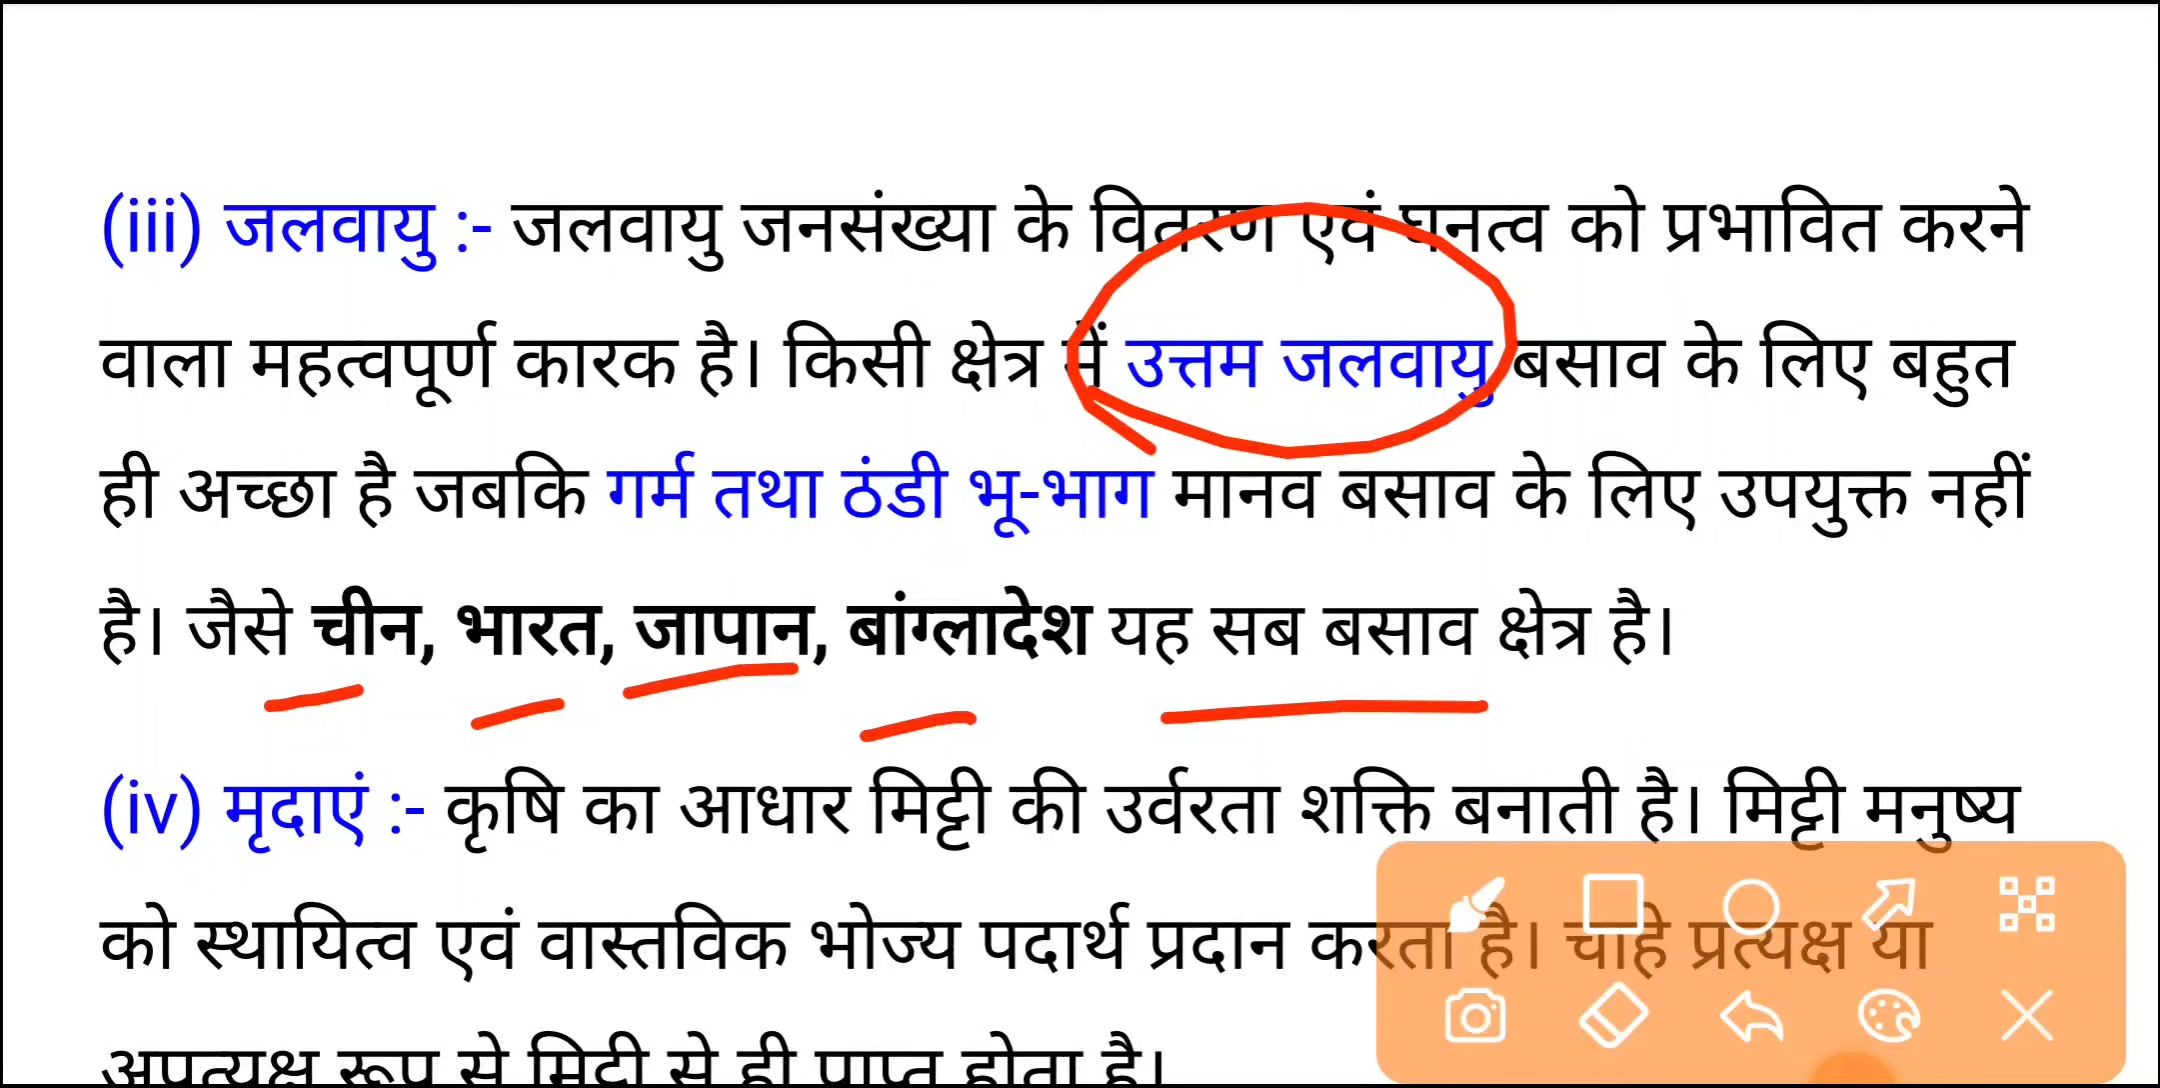 (iii) जलवायु :- जलवायु जनसंख्या के वितरण एवं घनत्व को प्रभावित करने
वाला महत्वपूर्ण कारक है। किसी क्षेत्र में उत्तम जलवायु बसाव के लिए बहुत
ही अच्छा है जबकि गर्म तथा ठंडी भू-भाग मानव बसाव के लिए उपयुक्त नहीं
है। जैसे चीन, भारत, जापान, बांग्लादेश यह सब बसाव क्षेत्र है।
(iv) मृदाएं :- कृषि का आधार मिट्टी की उर्वरता शक्ति बनाती है। मिट्टी मनुष्य
को स्थायित्व एवं वास्तविक भोज्य पदार्थ प्रदान करता है। चाहे प्रत्यक्ष या
अप्रत्यक्ष रूप से मिट्टी से ही प्राप्त होता है।